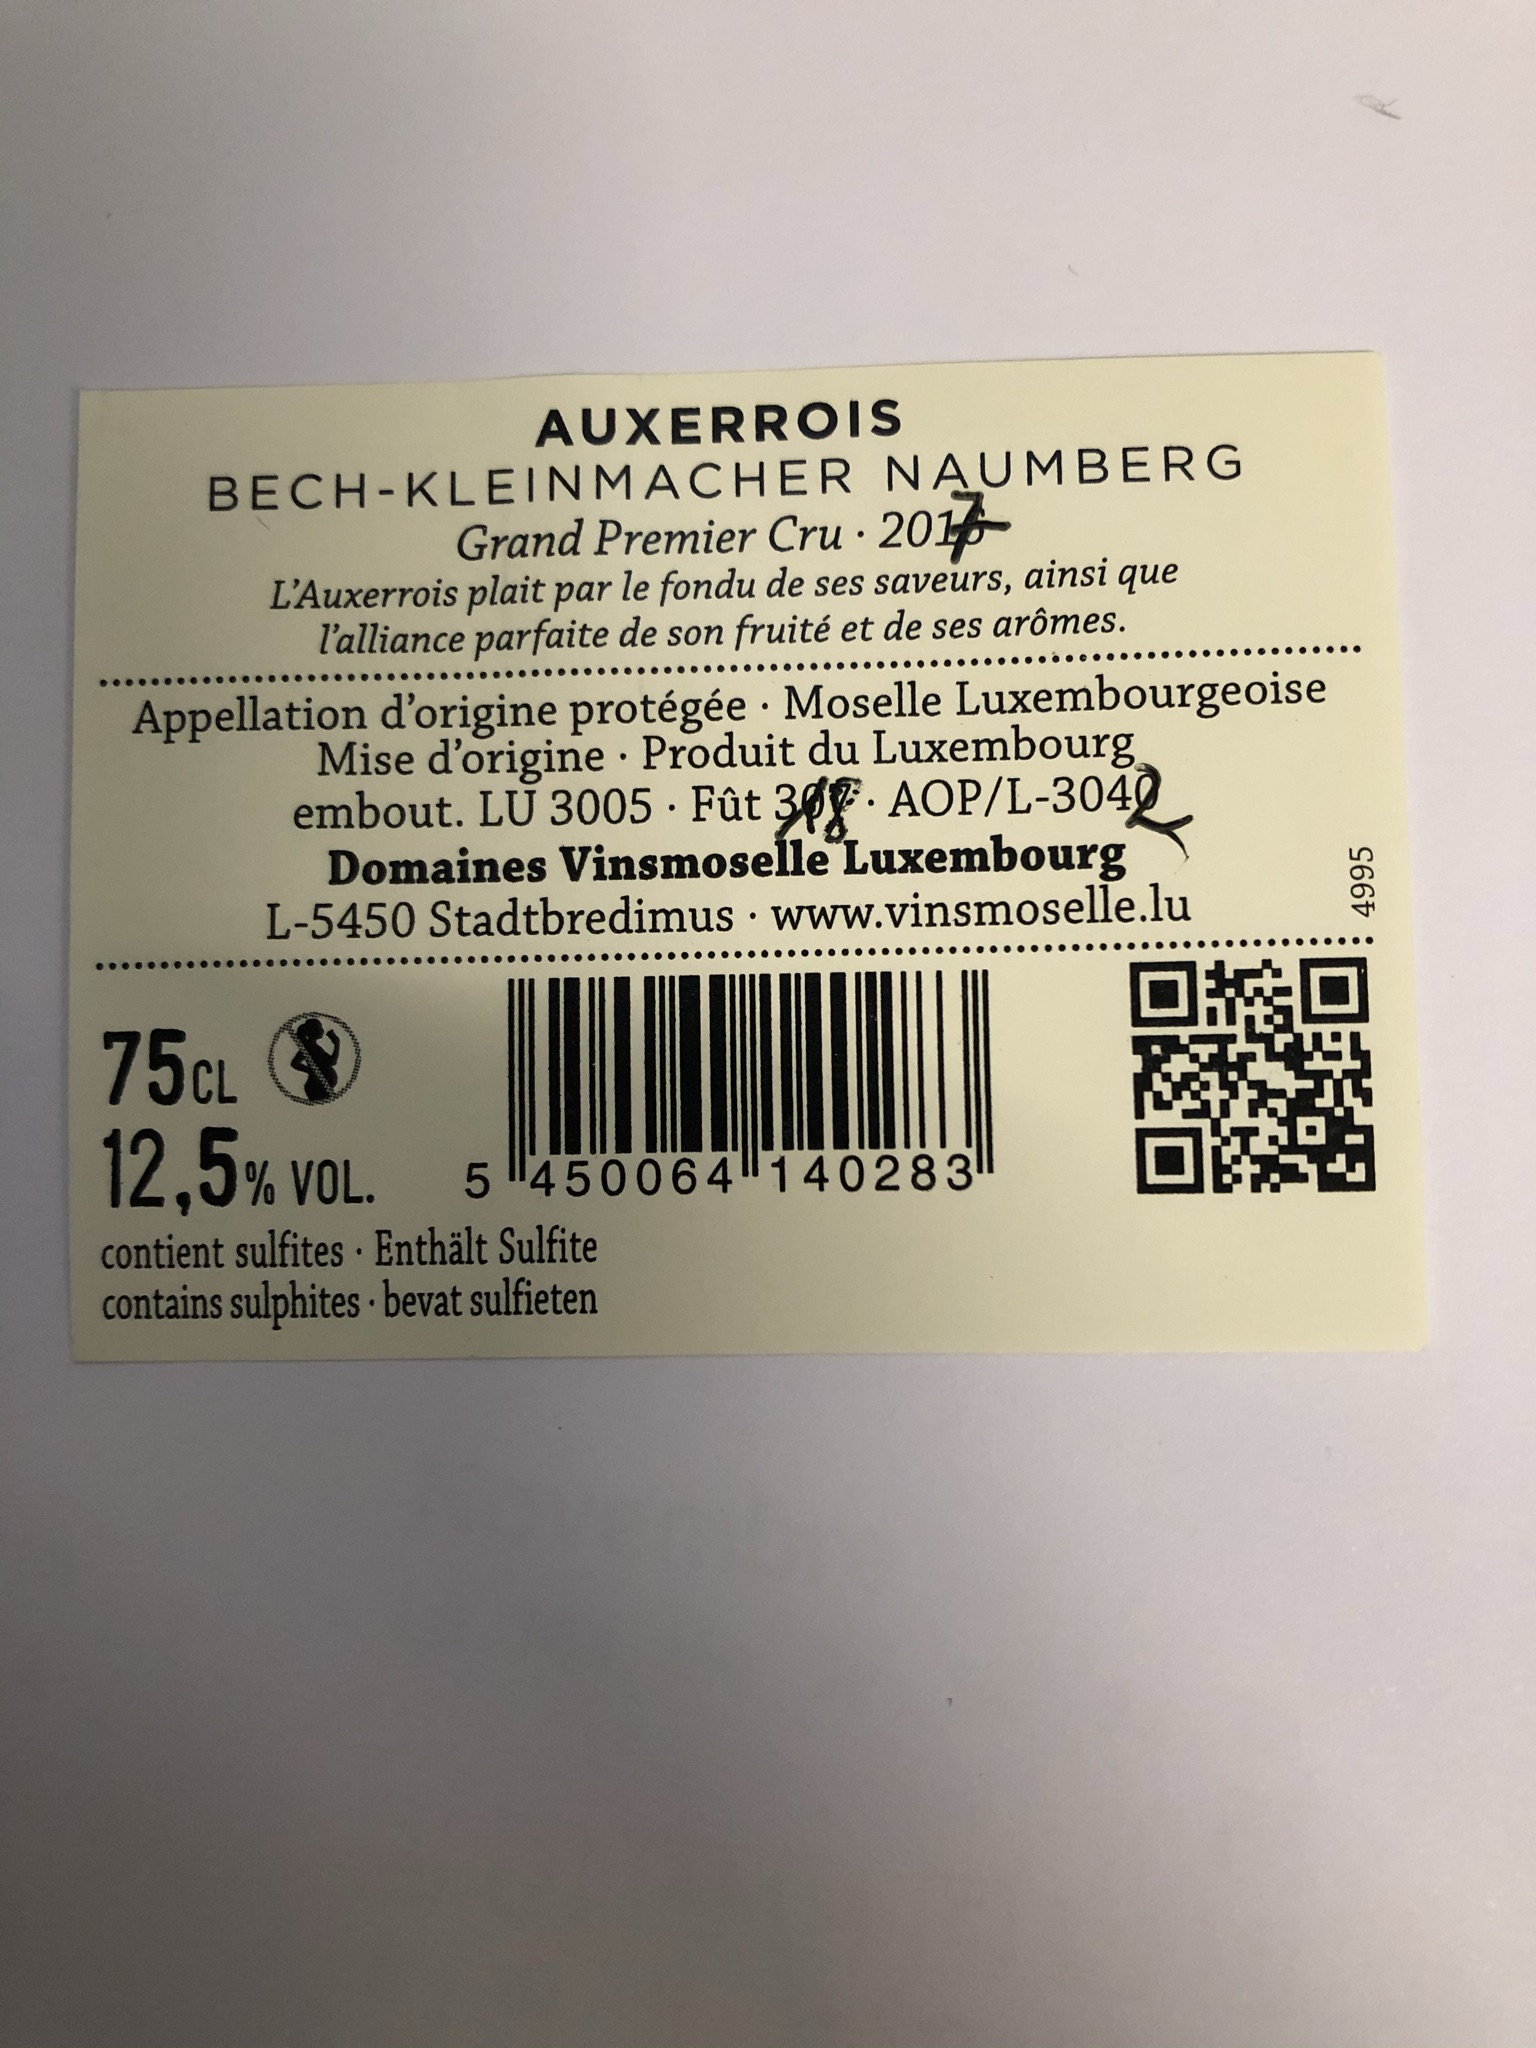 AUXERROIS
BECH-KLEINMACHER NAUMBERG
Grand Premier Cru · 2017
L'Auxerrois plait par le fondu de ses saveurs, ainsi que
l'alliance parfaite de son fruité et de ses arômes.
Appellation d'origine protégée · Moselle Luxembourgeoise
Mise d'origine · Produit du Luxembourg
embout. LU 3005 · Fût · AOP/L-3042
Domaines Vinsmoselle Luxembourg
L-5450 Stadtbredimus · www.vinsmoselle.lu
4995
75CL
12,5% VOL.
5 450064 140283
contient sulfites · Enthält Sulfite
contains sulphites · bevat sulfieten